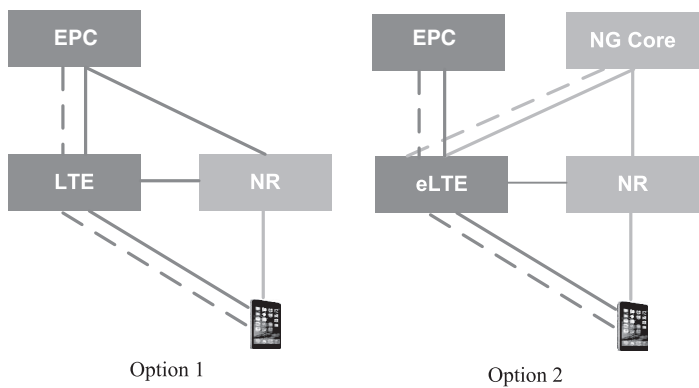 EPC
LTE
NR
Option 1
EPC
NG Core
eLTE
NR
Option 2